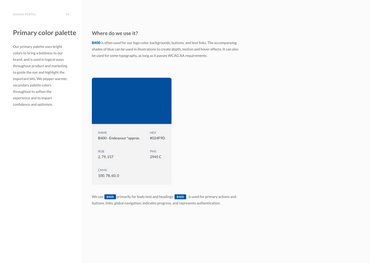 Primary color palette
Our primary palette uses bright
colors to bring a boldness to our
brand, and is used in logical ways
throughout product and marketing
to guide the eye and highlight the
important bits. We pepper warmer,
secondary palette colors
throughout to soften the
experience and to impart
confidence and optimism.
Where do we use it?
B400 is often used for our logo color, backgrounds, buttons, and text links. The accompanying
shades of blue can be used in illustrations to create depth, motion and hover effects. It can also
be used for some typography, as long as it passes WCAG AA requirements.
NAME
B400 -
HEX
#024F9D
RGB
2, 79, 157
PMS
2945 C
CMYK
100, 78, 60, 0
We use B400 primarily for body text and headings. B400 is used for primary actions and
buttons, links, global navigation, indicates progress, and represents authentication.